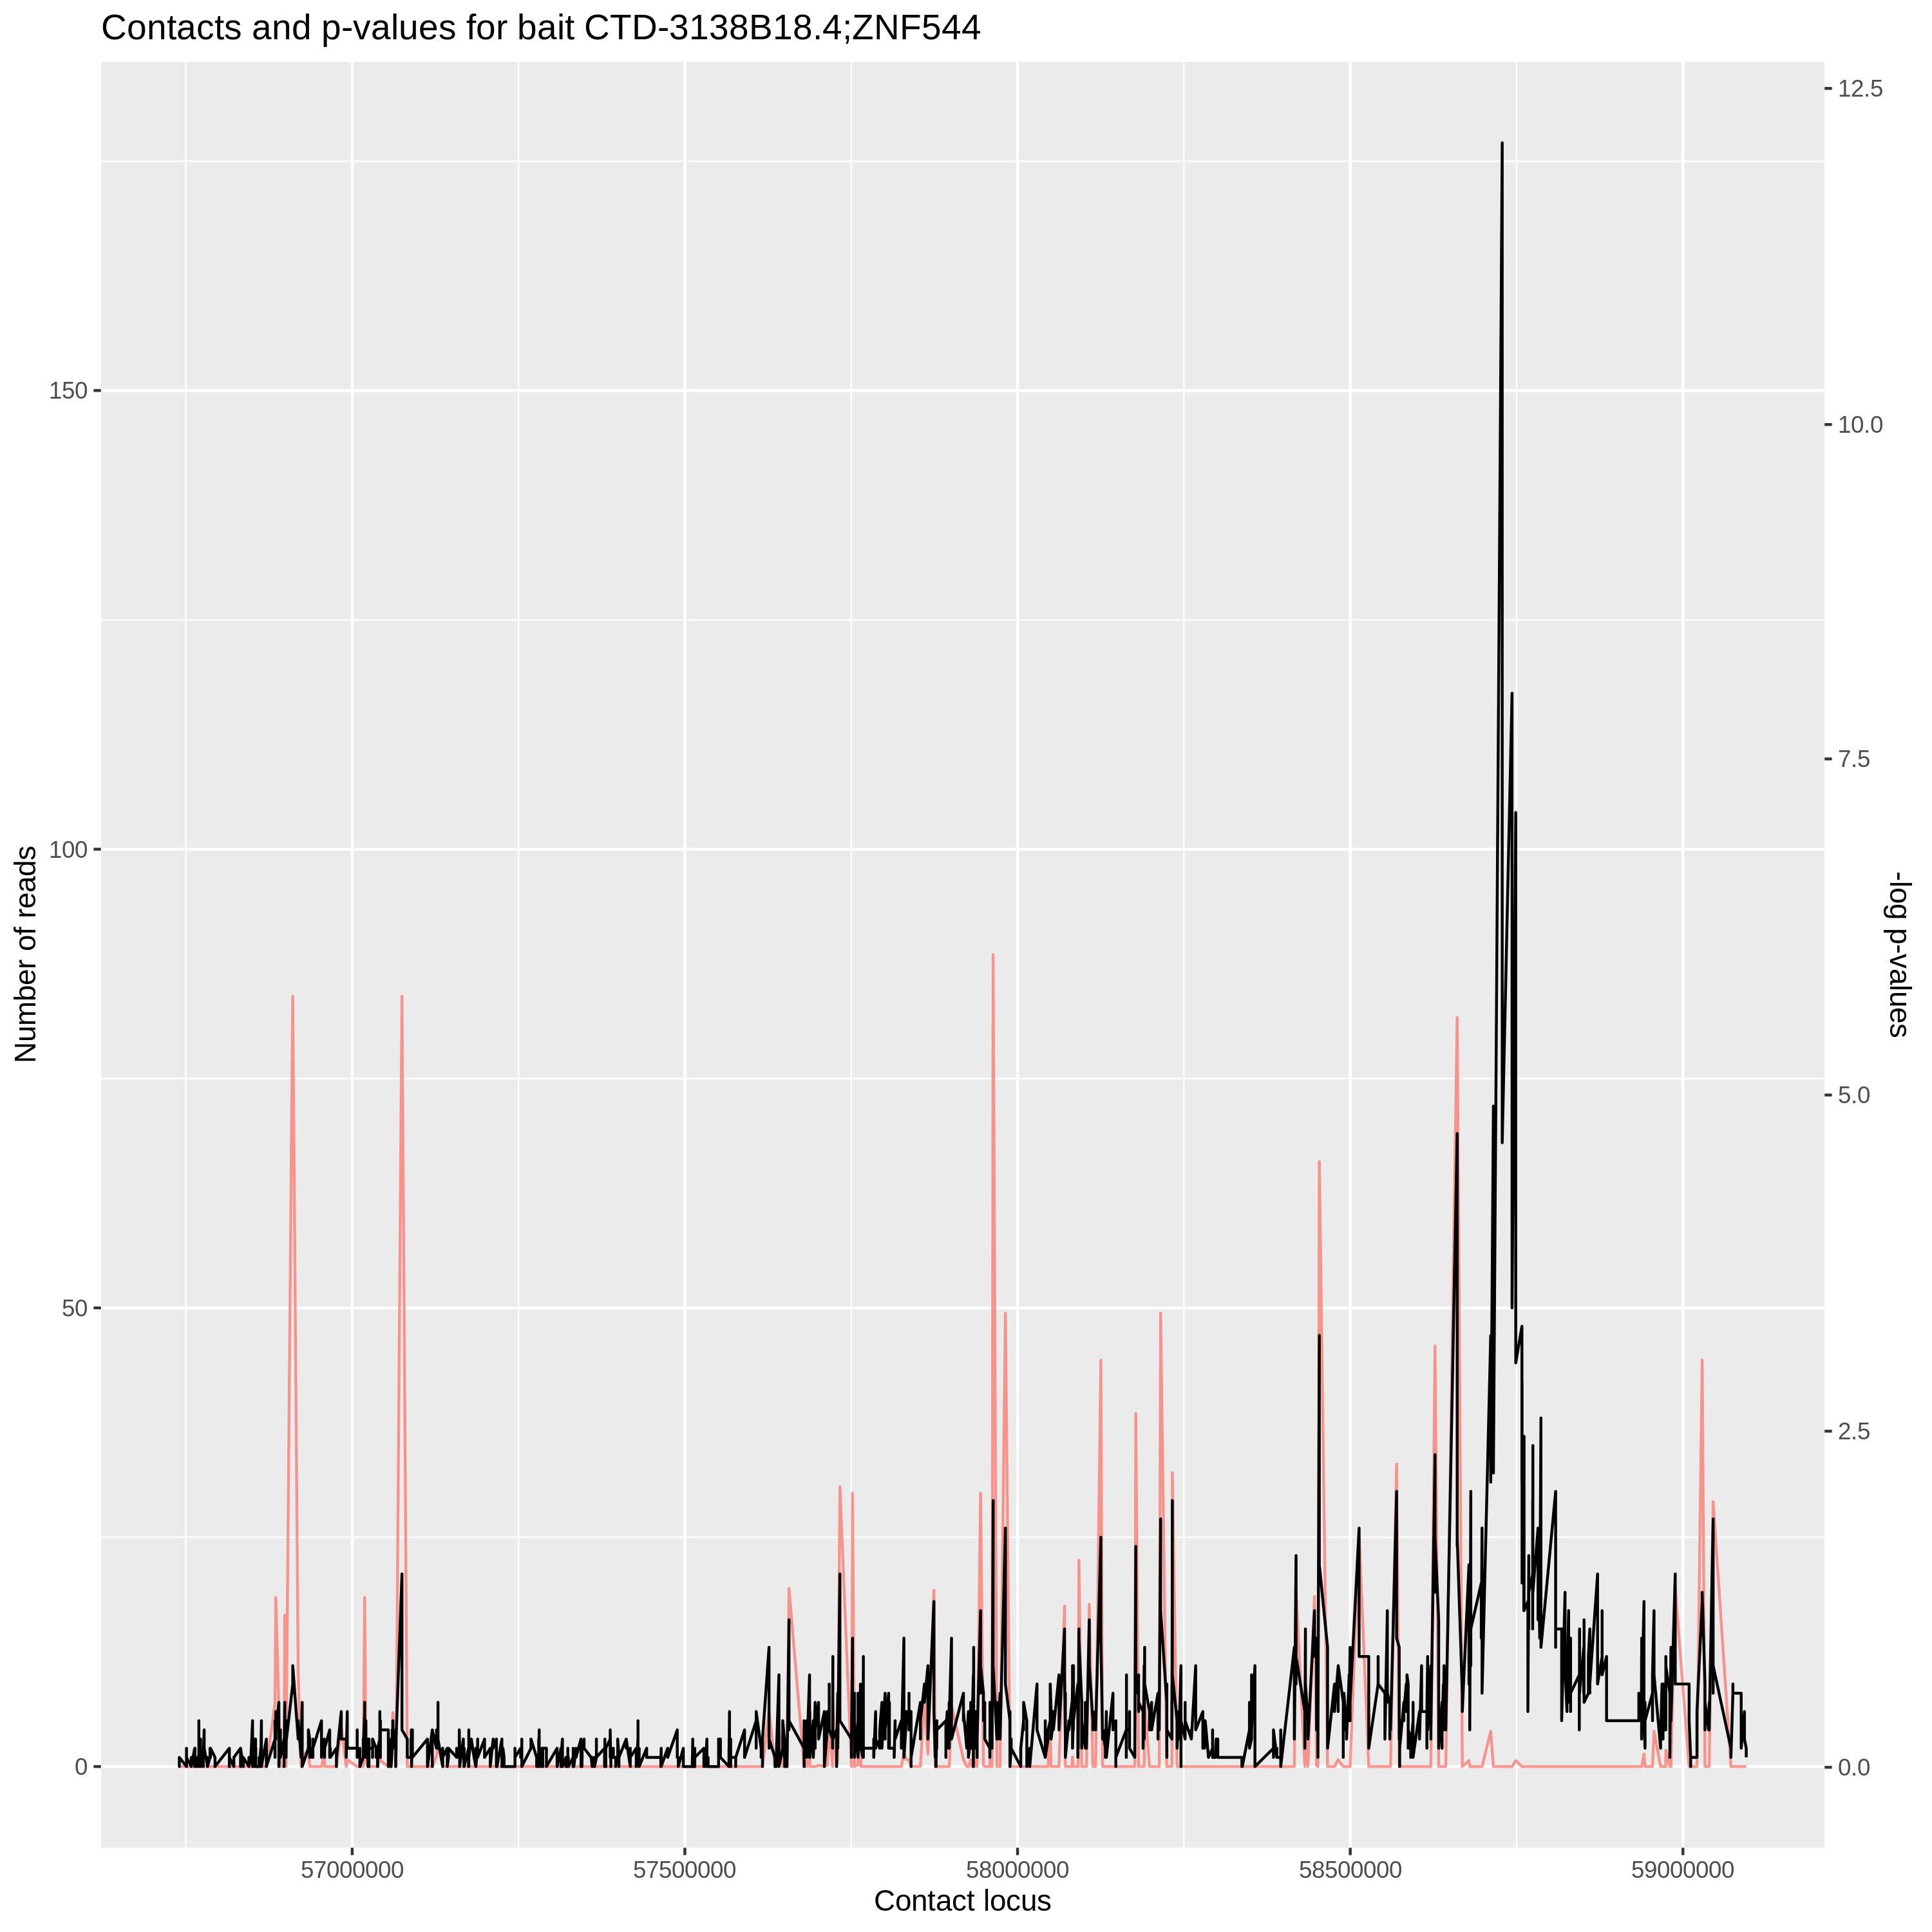 Contacts and p-values for bait CTD-3138B18.4;ZNF544
12.5
10.0
7.5
5.0
2.5
0.0
150
100
50
0
Number of reads
-log p-values
57000000 57500000 58000000 58500000 59000000
Contact locus